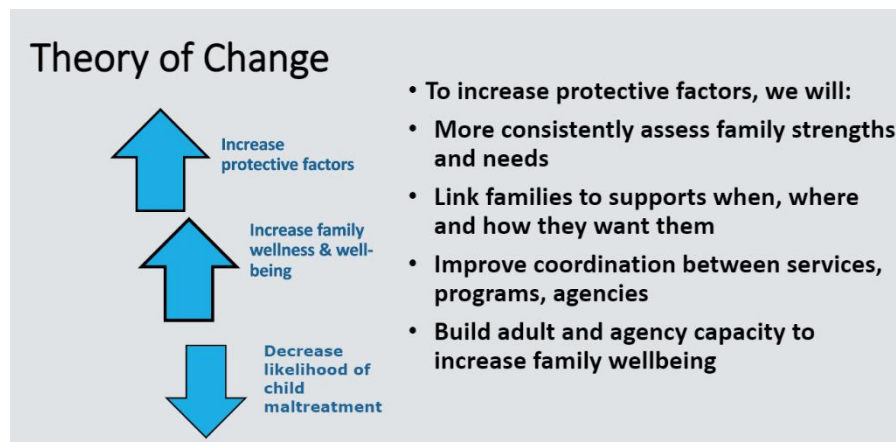 Theory of Change
Increase
protective factors
Increase family
wellness & well-
being
Decrease
likelihood of
child
maltreatment
• To increase protective factors, we will:
• More consistently assess family strengths
and needs
• Link families to supports when, where
and how they want them
• Improve coordination between services,
programs, agencies
• Build adult and agency capacity to
increase family wellbeing